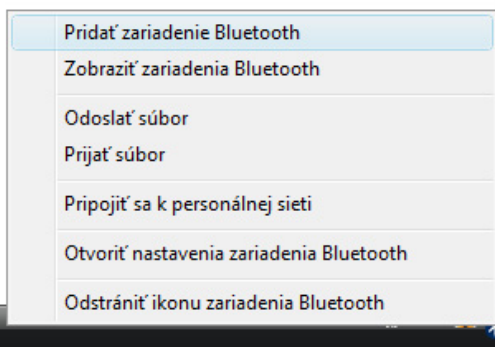 Pridať zariadenie Bluetooth
Zobraziť zariadenia Bluetooth
Odoslať súbor
Prijať súbor
Pripojiť sa k personálnej sieti
Otvoriť nastavenia zariadenia Bluetooth
Odstrániť ikonu zariadenia Bluetooth